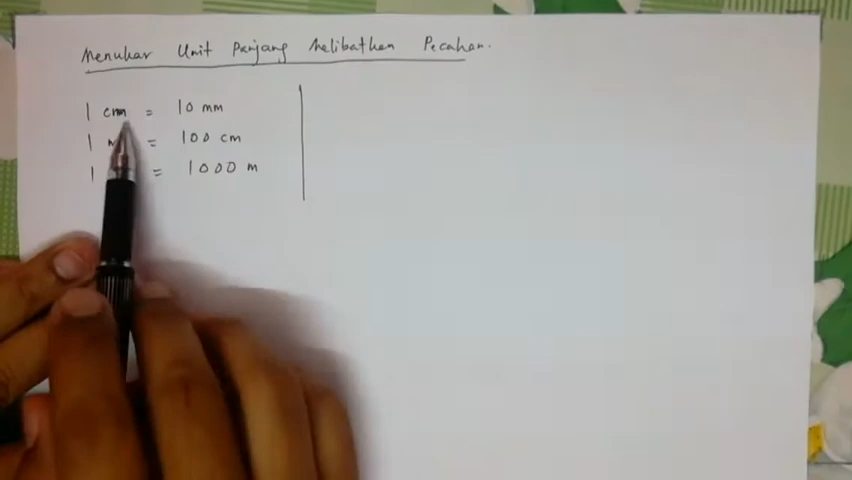 Menukar Unit Panjang Melibatkan Pecahan.
1 cm = 10 mm
1 m = 100 cm
1 = 1000 m